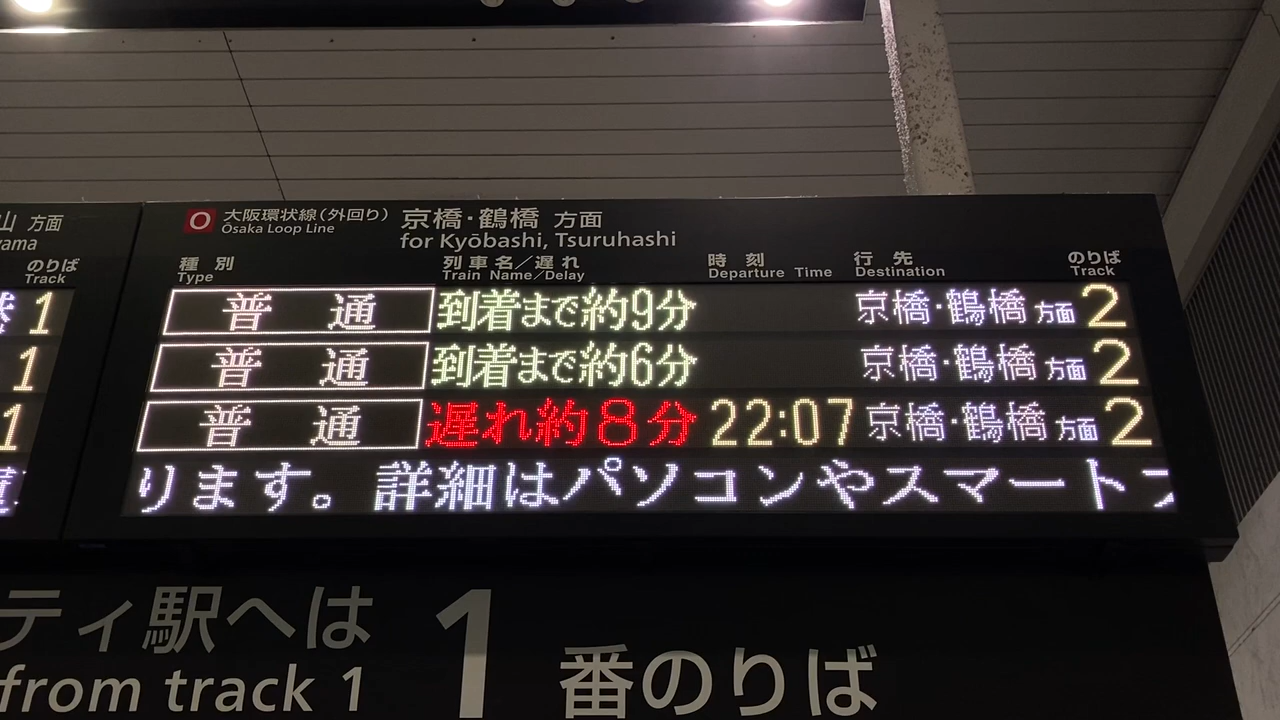 山 方面
yama
のりば
Track
1
1
1
O 大阪環状線(外回り) 京橋・鶴橋 方面
Ōsaka Loop Line for Kyōbashi, Tsuruhashi
種別 列車名/遅れ 時刻 行先 のりば
Type Train Name/Delay Departure Time Destination Track
普通 到着まで約9分 京橋・鶴橋 方面 2
普通 到着まで約6分 京橋・鶴橋 方面 2
普通 遅れ約8分 22:07 京橋・鶴橋 方面 2
ります。詳細はパソコンやスマート
ティ駅へは 1 番のりば
from track 1